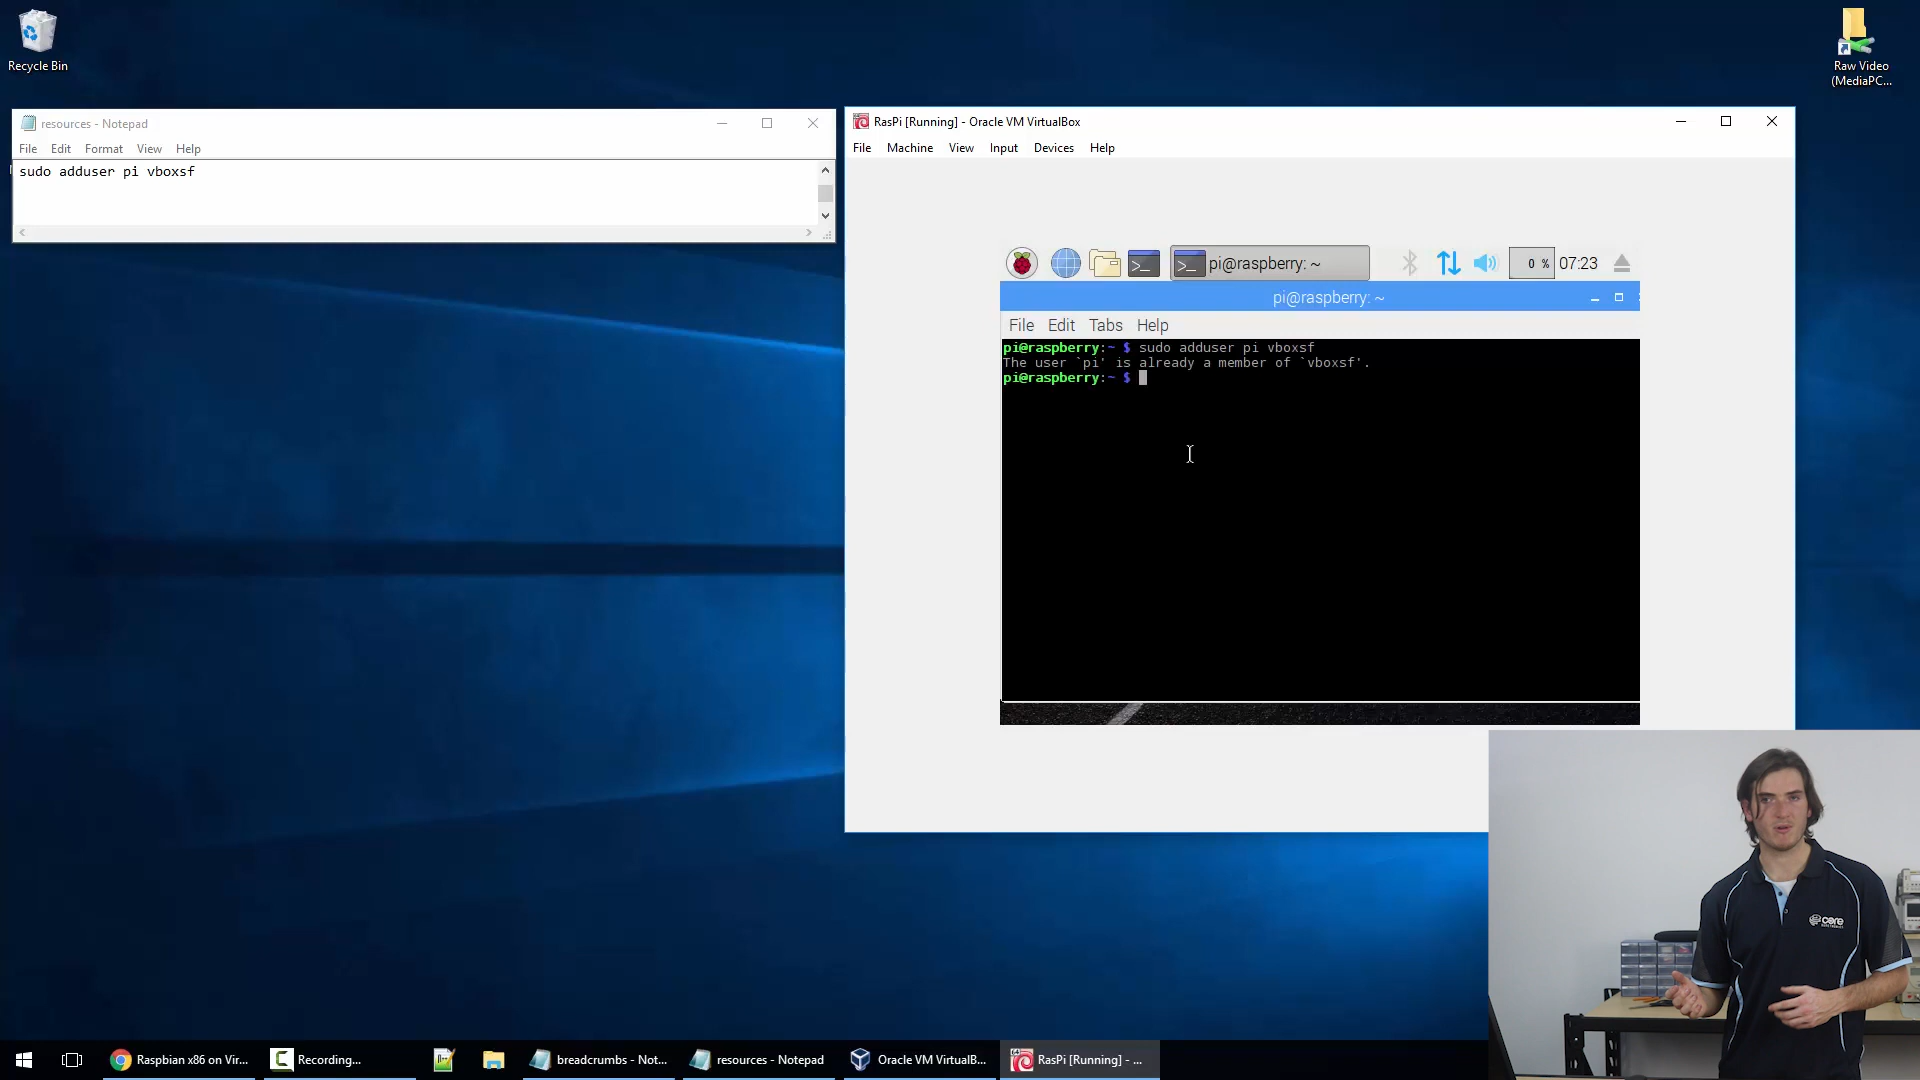 Recycle Bin
Raw Video
(MediaPC...
resources - Notepad
File Edit Format View Help
sudo adduser pi vboxsf
RasPi [Running] - Oracle VM VirtualBox
File Machine View Input Devices Help
pi@raspberry: ~
0 %
07:23
pi@raspberry: ~
File Edit Tabs Help
pi@raspberry:~ $ sudo adduser pi vboxsf
The user `pi' is already a member of `vboxsf'.
pi@raspberry:~ $
core
Raspbian x86 on Vir...
Recording...
breadcrumbs - Not...
resources - Notepad
Oracle VM VirtualB...
RasPi [Running] - ...